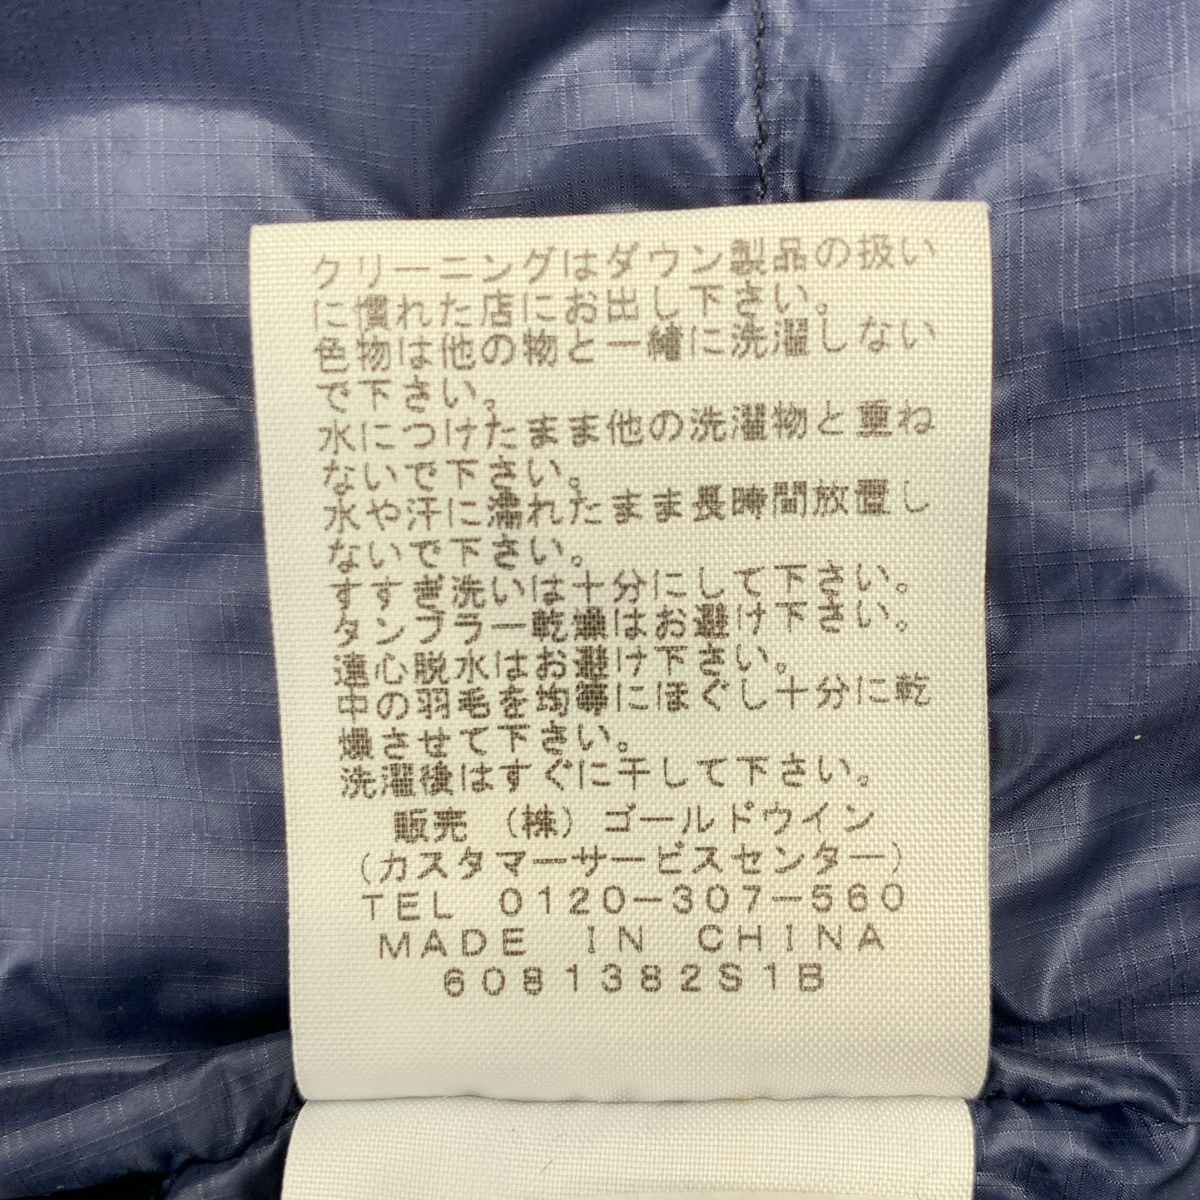 クリーニングはダウン製品の扱い
に慣れた店にお出し下さい。
色物は他の物と一緒に洗濯しない
で下さい。
水につけたまま他の洗濯物と重ね
ないで下さい。
水や汗に濡れたまま長時間放置し
ないで下さい。
すすぎ洗いは十分にして下さい。
タンブラー乾燥はお避け下さい。
遠心脱水はお避け下さい。
中の羽毛を均等にほぐし十分に乾
燥させて下さい。
洗濯後はすぐに干して下さい。
販売 (株) ゴールドウイン
(カスタマーサービスセンター)
TEL 0120-307-560
MADE IN CHINA
6081382S1B